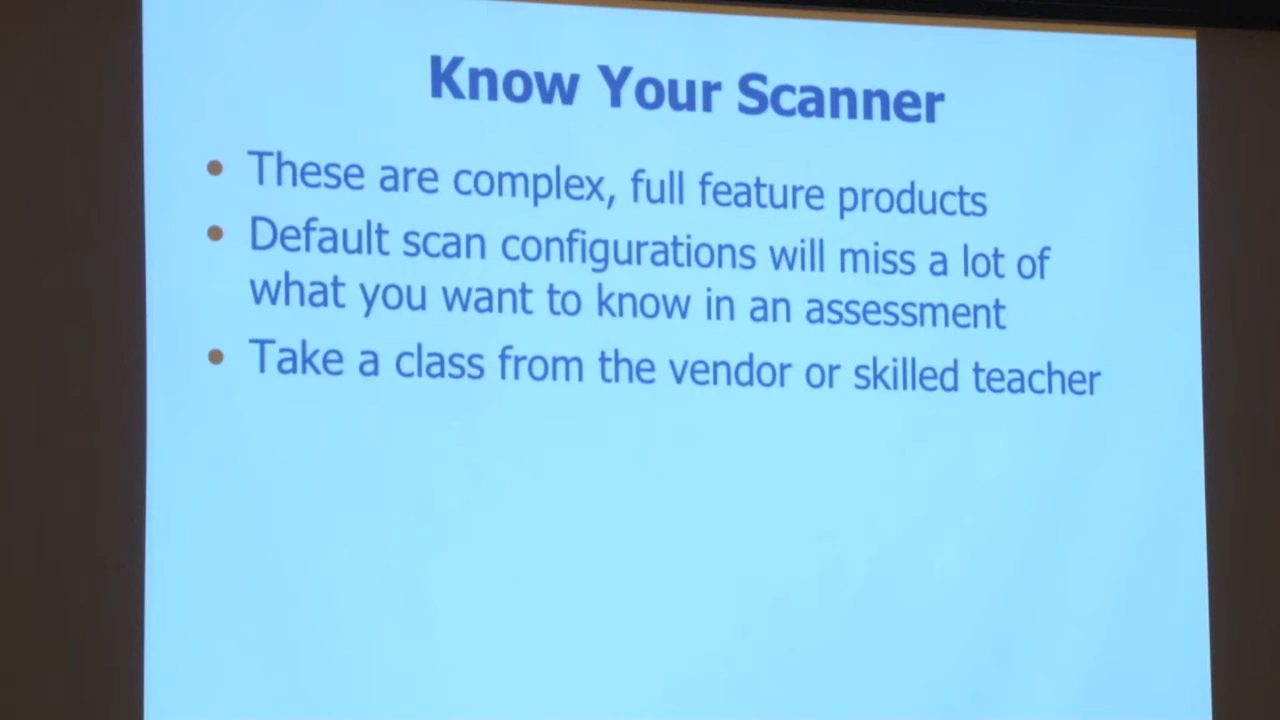 Know Your Scanner
• These are complex, full feature products
• Default scan configurations will miss a lot of
what you want to know in an assessment
• Take a class from the vendor or skilled teacher